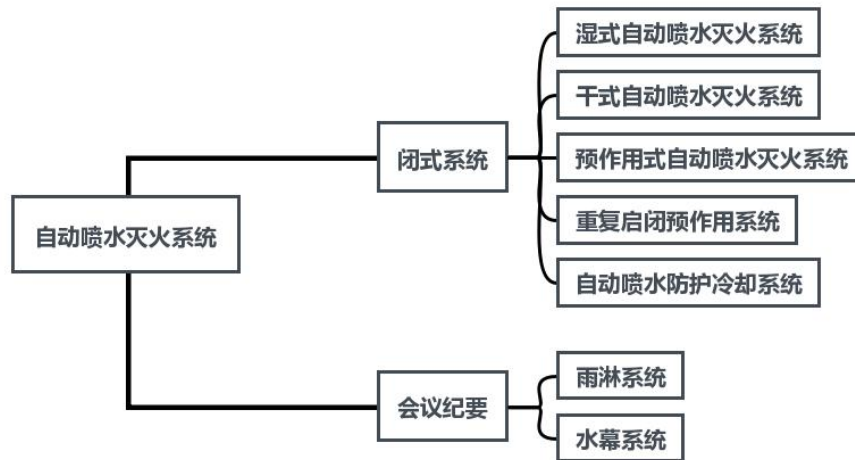 湿式自动喷水灭火系统
干式自动喷水灭火系统
闭式系统
预作用式自动喷水灭火系统
自动喷水灭火系统
重复启闭预作用系统
自动喷水防护冷却系统
会议纪要
雨淋系统
水幕系统